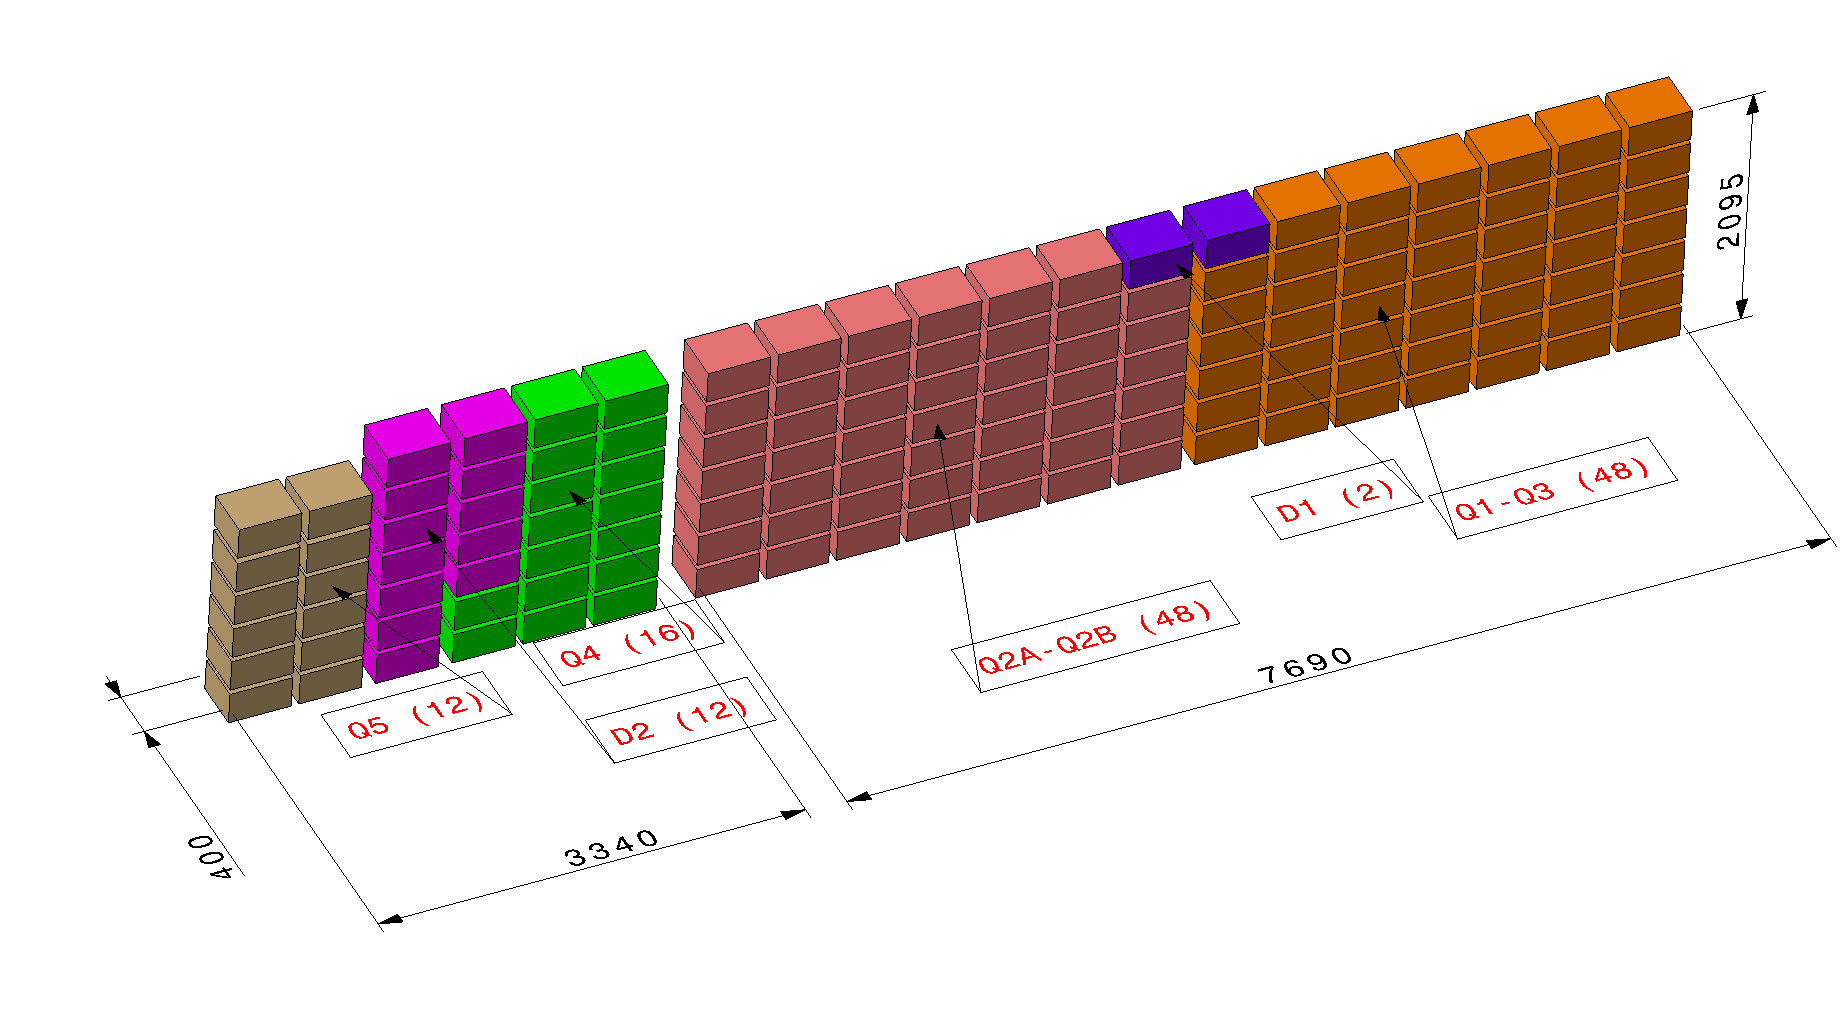 2095
D1 (2)
Q1-Q3 (48)
Q4 (16)
Q2A-Q2B (48)
Q5 (12)
D2 (12)
7690
400
3340